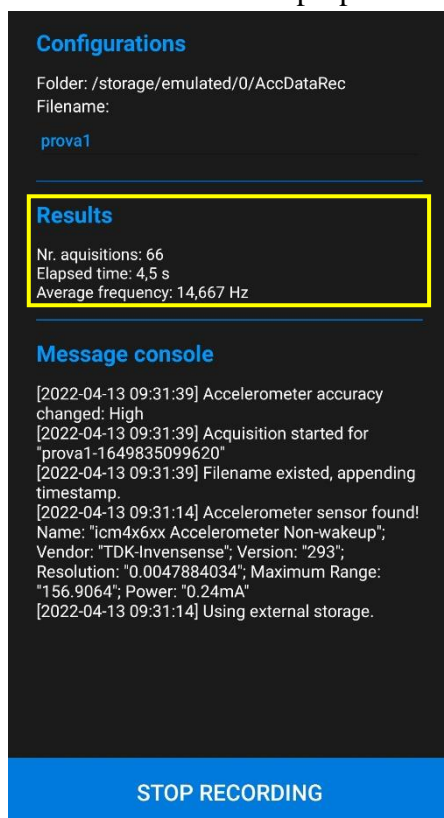 Configurations
Folder: /storage/emulated/0/AccDataRec
Filename:
prova1
Results
Nr. aquisitions: 66
Elapsed time: 4,5 s
Average frequency: 14,667 Hz
Message console
[2022-04-13 09:31:39] Accelerometer accuracy
changed: High
[2022-04-13 09:31:39] Acquisition started for
"prova1-1649835099620"
[2022-04-13 09:31:39] Filename existed, appending
timestamp.
[2022-04-13 09:31:14] Accelerometer sensor found!
Name: "icm4x6xx Accelerometer Non-wakeup";
Vendor: "TDK-Invensense"; Version: "293";
Resolution: "0.0047884034"; Maximum Range:
"156.9064"; Power: "0.24mA"
[2022-04-13 09:31:14] Using external storage.
STOP RECORDING